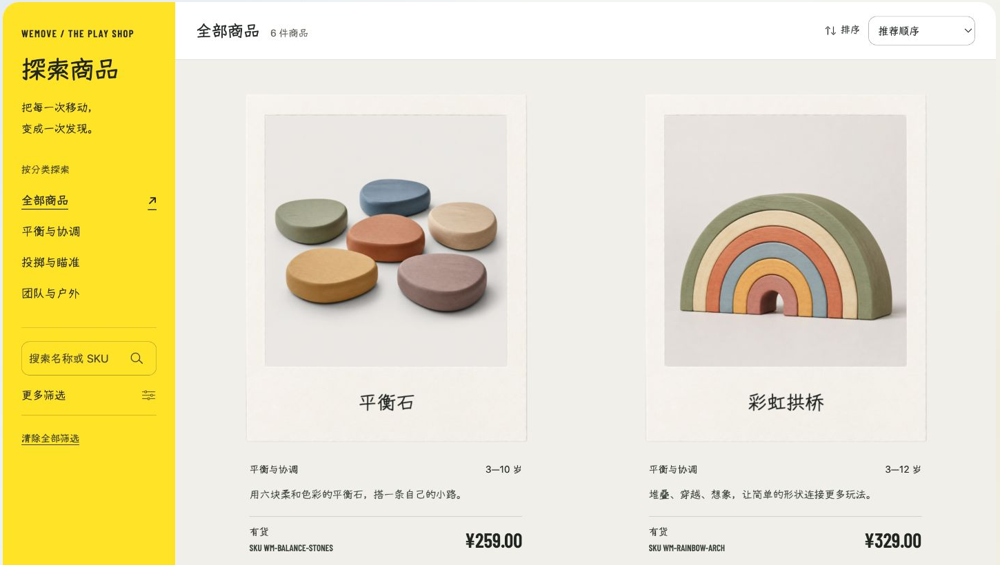 WEMOVE / THE PLAY SHOP
探索商品
把每一次移动，
变成一次发现。
按分类探索
全部商品
平衡与协调
投掷与瞄准
团队与户外
搜索名称或 SKU
更多筛选
清除全部筛选
全部商品 6 件商品
排序 推荐顺序
平衡石
平衡与协调 3—10 岁
用六块柔和色彩的平衡石，搭一条自己的小路。
有货
SKU WM-BALANCE-STONES
¥259.00
彩虹拱桥
平衡与协调 3—12 岁
堆叠、穿越、想象，让简单的形状连接更多玩法。
有货
SKU WM-RAINBOW-ARCH
¥329.00